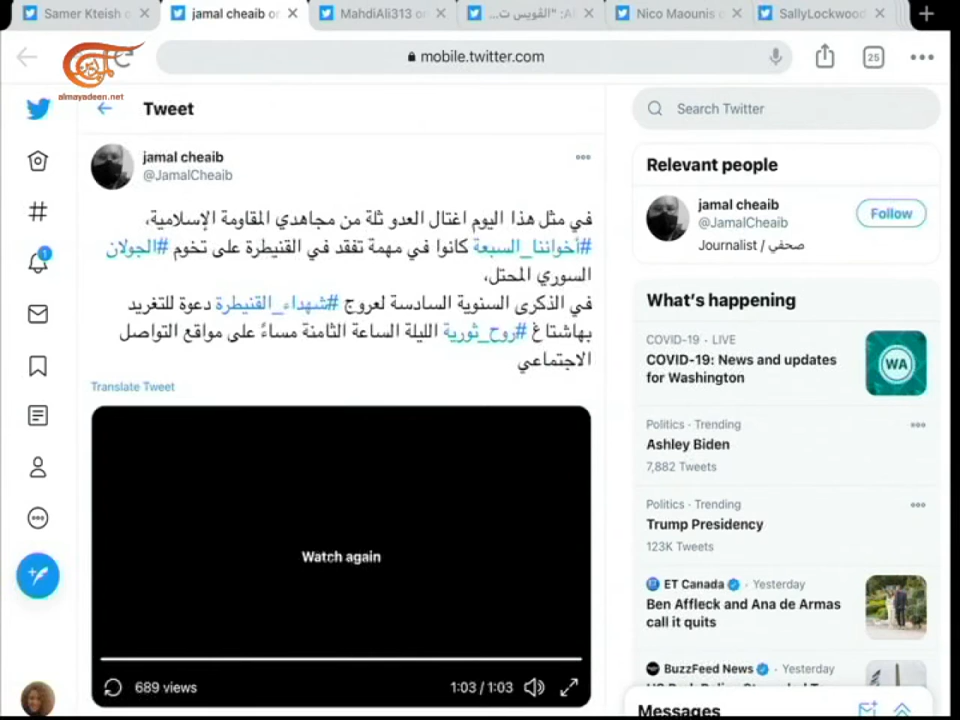 Samer Kteish o
jamal cheaib on
MahdiAli313 on
Nico Maounis o
SallyLockwood
almayadeen.net
mobile.twitter.com
25
Tweet
Search Twitter
jamal cheaib
@JamalCheaib
في مثل هذا اليوم اغتال العدو ثلة من مجاهدي المقاومة الإسلامية،
#أخواننا_السبعة كانوا في مهمة تفقد في القنيطرة على تخوم #الجولان
السوري المحتل،
في الذكرى السنوية السادسة لعروج #شهداء_القنيطرة دعوة للتغريد
بهاشتاغ #روح_ثورية الليلة الساعة الثامنة مساءً على مواقع التواصل
الاجتماعي
Translate Tweet
Watch again
689 views
1:03 / 1:03
Relevant people
jamal cheaib
@JamalCheaib
Follow
Journalist / صحفي
What's happening
COVID-19 · LIVE
COVID-19: News and updates
for Washington
WA
Politics · Trending
Ashley Biden
7,882 Tweets
Politics · Trending
Trump Presidency
123K Tweets
ET Canada · Yesterday
Ben Affleck and Ana de Armas
call it quits
BuzzFeed News · Yesterday
Messages
1